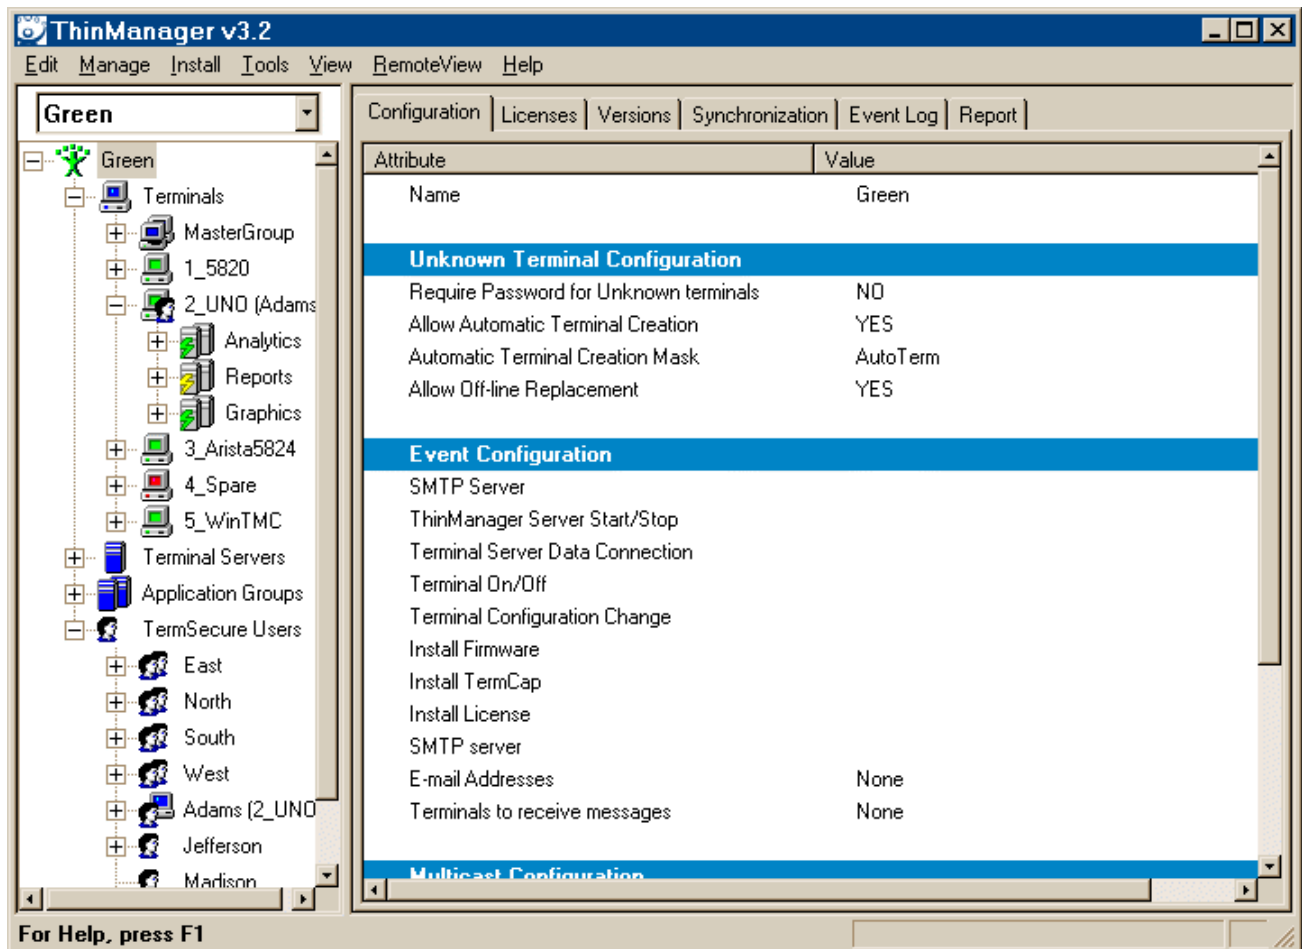 ThinManager v3.2
Edit Manage Install Tools View RemoteView Help
Green
Configuration Licenses Versions Synchronization Event Log Report
Green
Terminals
MasterGroup
1_5820
2_UNO (Adams
Analytics
Reports
Graphics
3_Arista5824
4_Spare
5_WinTMC
Terminal Servers
Application Groups
TermSecure Users
East
North
South
West
Adams (2_UNO
Jefferson
Madison
Attribute Value
Name Green
Unknown Terminal Configuration
Require Password for Unknown terminals NO
Allow Automatic Terminal Creation YES
Automatic Terminal Creation Mask AutoTerm
Allow Off-line Replacement YES
Event Configuration
SMTP Server
ThinManager Server Start/Stop
Terminal Server Data Connection
Terminal On/Off
Terminal Configuration Change
Install Firmware
Install TermCap
Install License
SMTP server
E-mail Addresses None
Terminals to receive messages None
Multicast Configuration
For Help, press F1